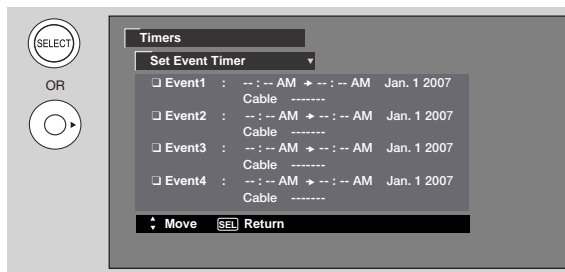 SELECT
OR
Timers
Set Event Timer ▼
❏ Event1 : -- : -- AM ➔ -- : -- AM Jan. 1 2007
Cable -------
❏ Event2 : -- : -- AM ➔ -- : -- AM Jan. 1 2007
Cable -------
❏ Event3 : -- : -- AM ➔ -- : -- AM Jan. 1 2007
Cable -------
❏ Event4 : -- : -- AM ➔ -- : -- AM Jan. 1 2007
Cable -------
Move SEL Return